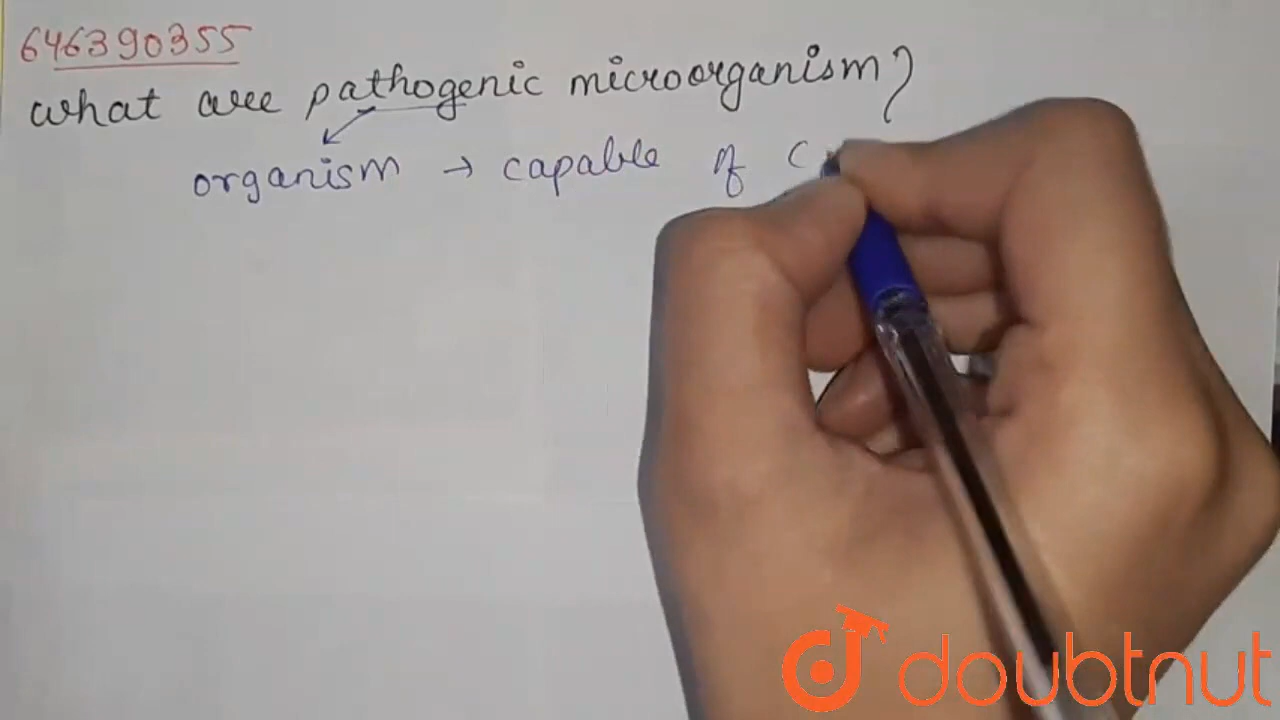 646390355
what are pathogenic microorganism?
organism → capable of c
doubtnut